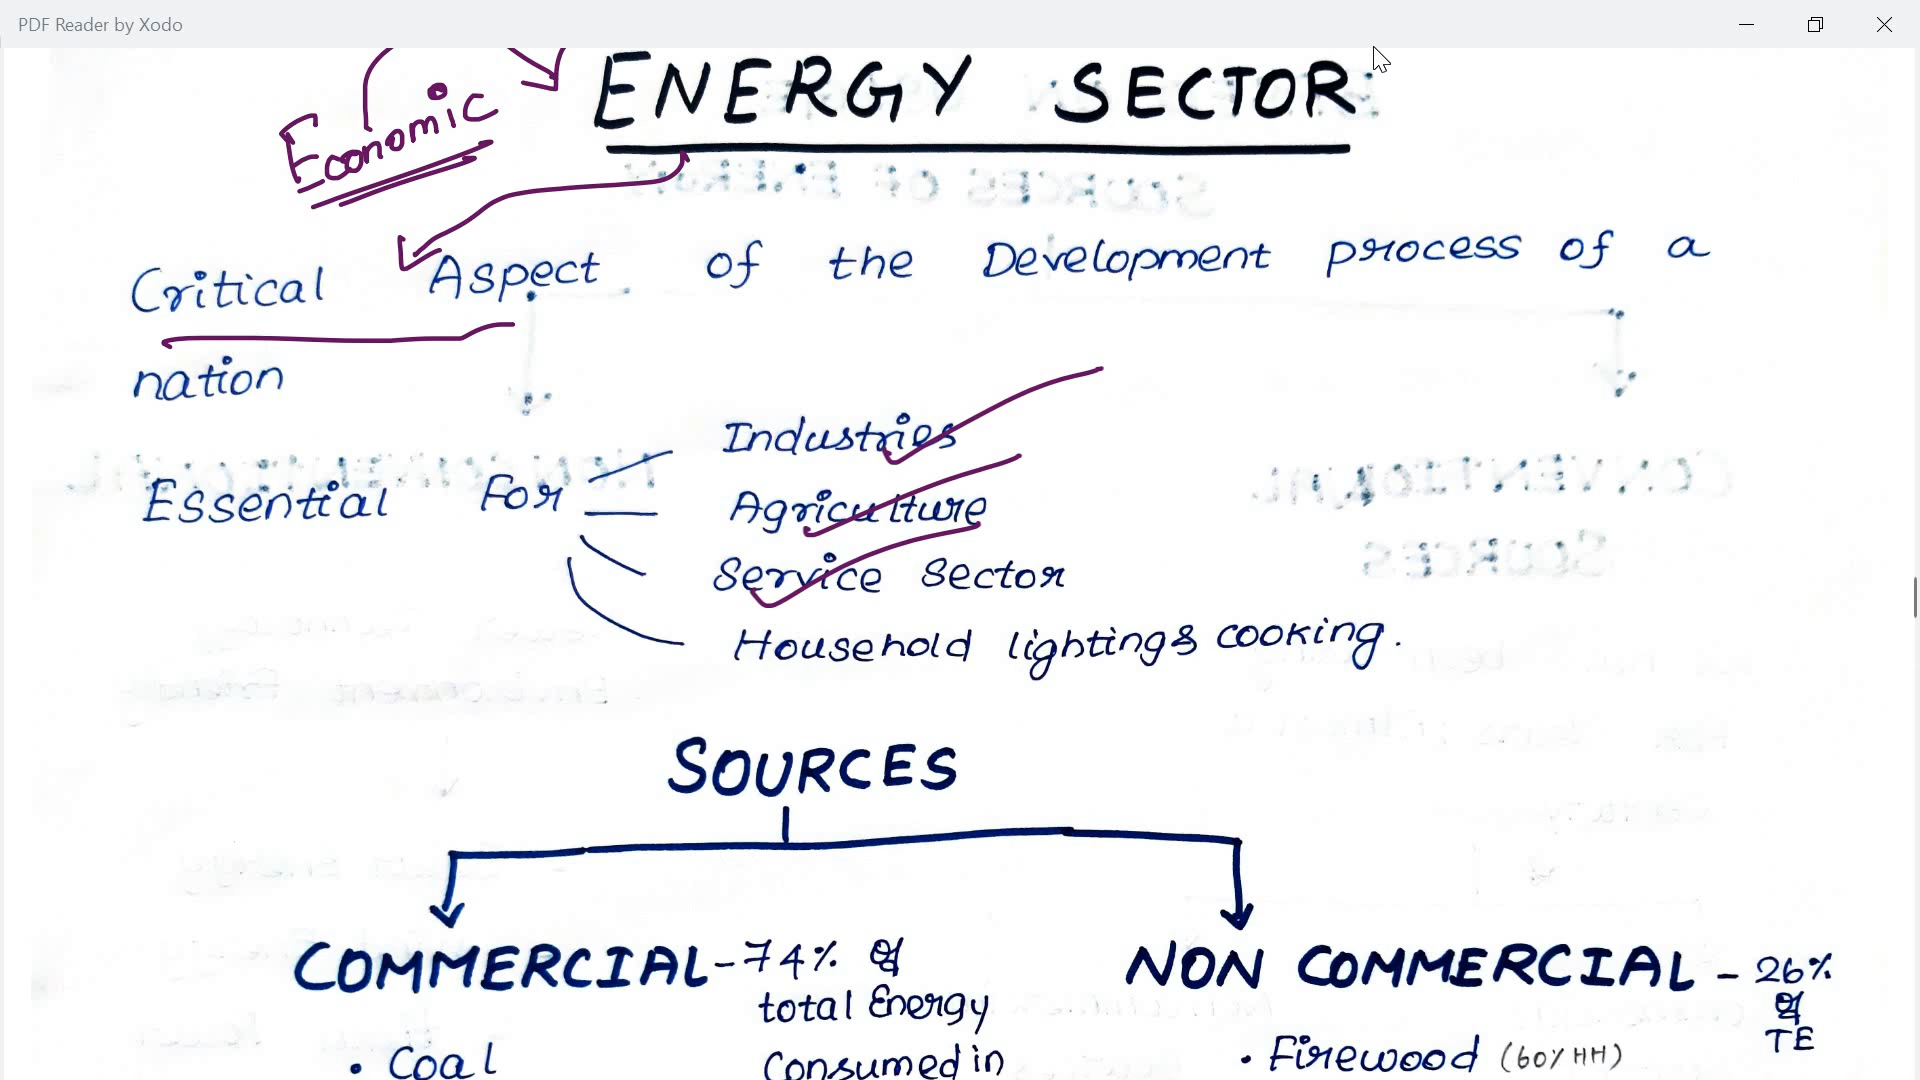 PDF Reader by Xodo
ENERGY SECTOR
Economic
Critical Aspect of the Development process of a
nation
Essential For
Industries
Agriculture
Service Sector
Household lighting & cooking.
SOURCES
COMMERCIAL - 74% of
total Energy
Consumed in
• Coal
NON COMMERCIAL - 26%
of
TE
• Firewood (60% HH)